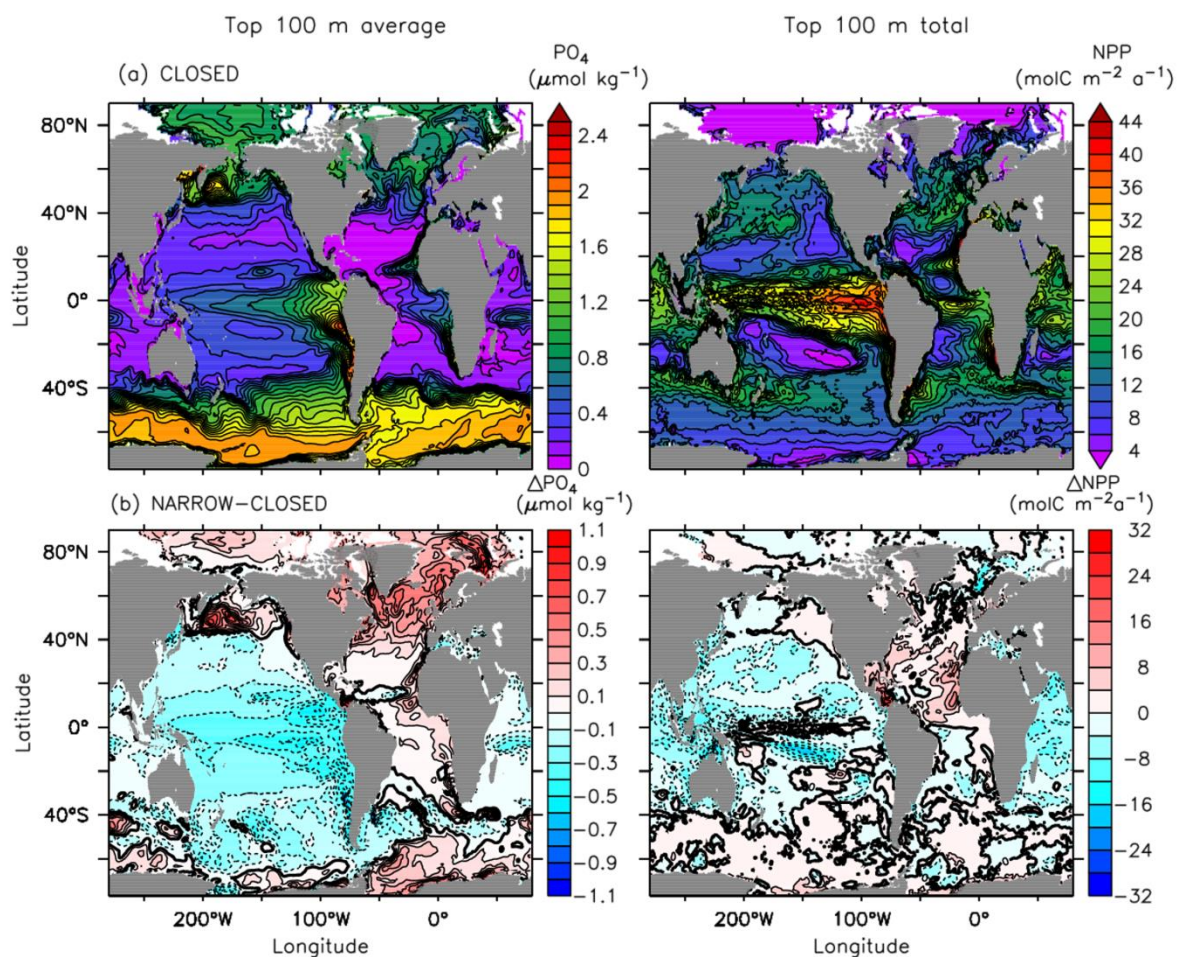 Top 100 m average
Top 100 m total
(a) CLOSED
PO₄
(μmol kg⁻¹)
NPP
(molC m⁻² a⁻¹)
80°N
40°N
0°
40°S
Latitude
2.4
2
1.6
1.2
0.8
0.4
0
44
40
36
32
28
24
20
16
12
8
4
(b) NARROW−CLOSED
ΔPO₄
(μmol kg⁻¹)
ΔNPP
(molC m⁻²a⁻¹)
80°N
40°N
0°
40°S
Latitude
1.1
0.9
0.7
0.5
0.3
0.1
−0.1
−0.3
−0.5
−0.7
−0.9
−1.1
32
24
16
8
0
−8
−16
−24
−32
200°W
100°W
0°
Longitude
200°W
100°W
0°
Longitude